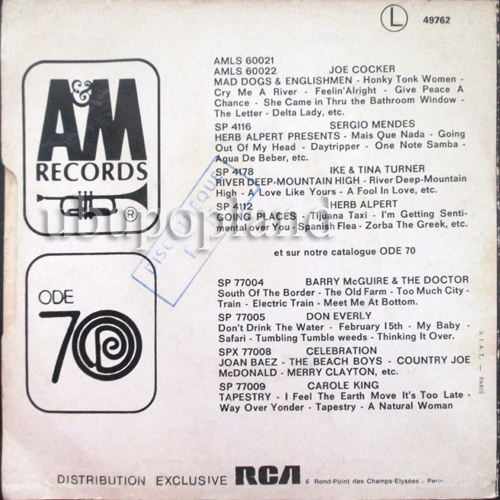 L 49762
AMLS 60021
AMLS 60022 JOE COCKER
MAD DOGS & ENGLISHMEN - Honky Tonk Women -
Cry Me A River - Feelin'Alright - Give Peace A
Chance - She Came in Thru the Bathroom Window -
The Letter - Delta Lady, etc.
SP 4116 SERGIO MENDES
HERB ALPERT PRESENTS - Mais Que Nada - Going
Out Of My Head - Daytripper - One Note Samba -
Agua De Beber, etc.
SP 4178 IKE & TINA TURNER
RIVER DEEP-MOUNTAIN HIGH - River Deep-Mountain
High - A Love Like Yours - A Fool In Love, etc.
SP 4112 HERB ALPERT
GOING PLACES - Tijuana Taxi - I'm Getting Senti-
mental over You - Spanish Flea - Zorba The Greek, etc.
et sur notre catalogue ODE 70
SP 77004 BARRY McGUIRE & THE DOCTOR
South Of the Border - The Old Farm - Too Much City -
Train - Electric Train - Meet Me At Bottom.
SP 77005 DON EVERLY
Don't Drink the Water - February 15th - My Baby -
Safari - Tumbling Tumble weeds - Thinking It Over.
SPX 77008 CELEBRATION
JOAN BAEZ - THE BEACH BOYS - COUNTRY JOE
McDONALD - MERRY CLAYTON, etc.
SP 77009 CAROLE KING
TAPESTRY - I Feel The Earth Move It's Too Late -
Way Over Yonder - Tapestry - A Natural Woman
A&M
RECORDS
®
ODE
70
DISCOTHEQUE
ubupopland
S.I.A.T. - PARIS
DISTRIBUTION EXCLUSIVE RCA 6 Rond-Point des Champs-Elysées - Paris